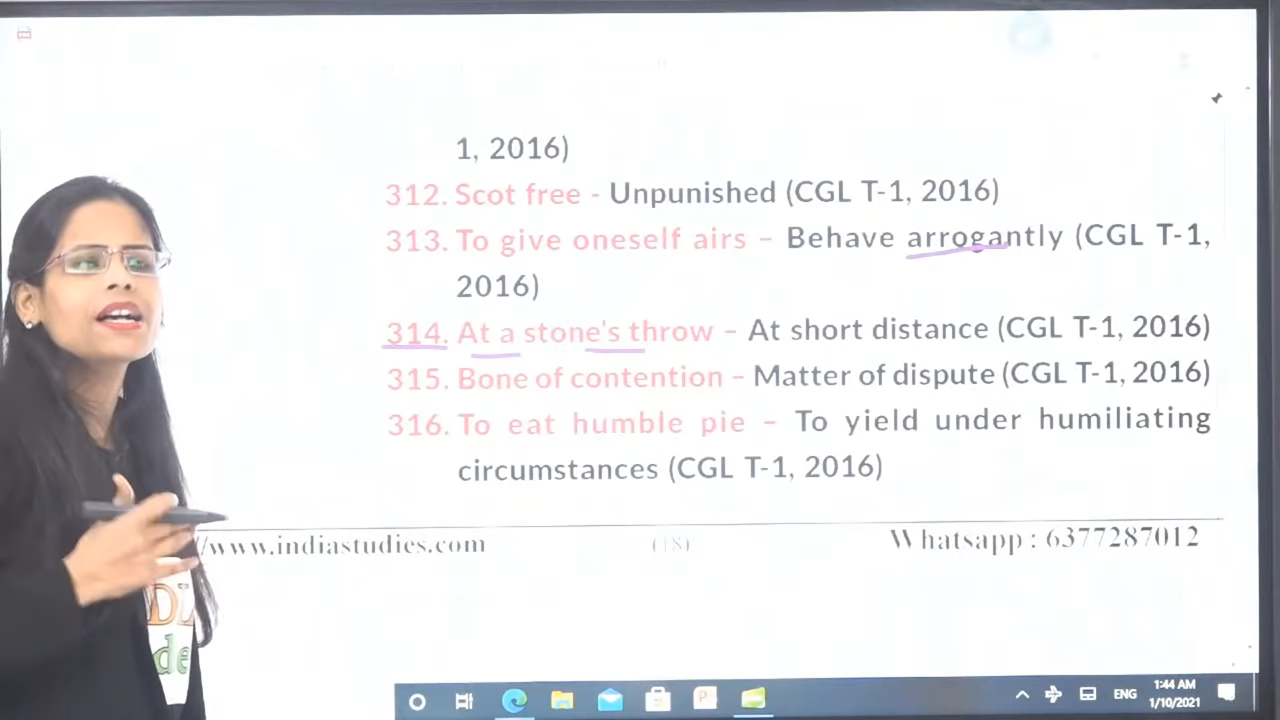 1, 2016)
312. Scot free - Unpunished (CGL T-1, 2016)
313. To give oneself airs – Behave arrogantly (CGL T-1,
2016)
314. At a stone's throw – At short distance (CGL T-1, 2016)
315. Bone of contention – Matter of dispute (CGL T-1, 2016)
316. To eat humble pie – To yield under humiliating
circumstances (CGL T-1, 2016)
/www.indiastudies.com (18) Whatsapp : 6377287012
Di
de
ENG 1:44 AM
1/10/2021